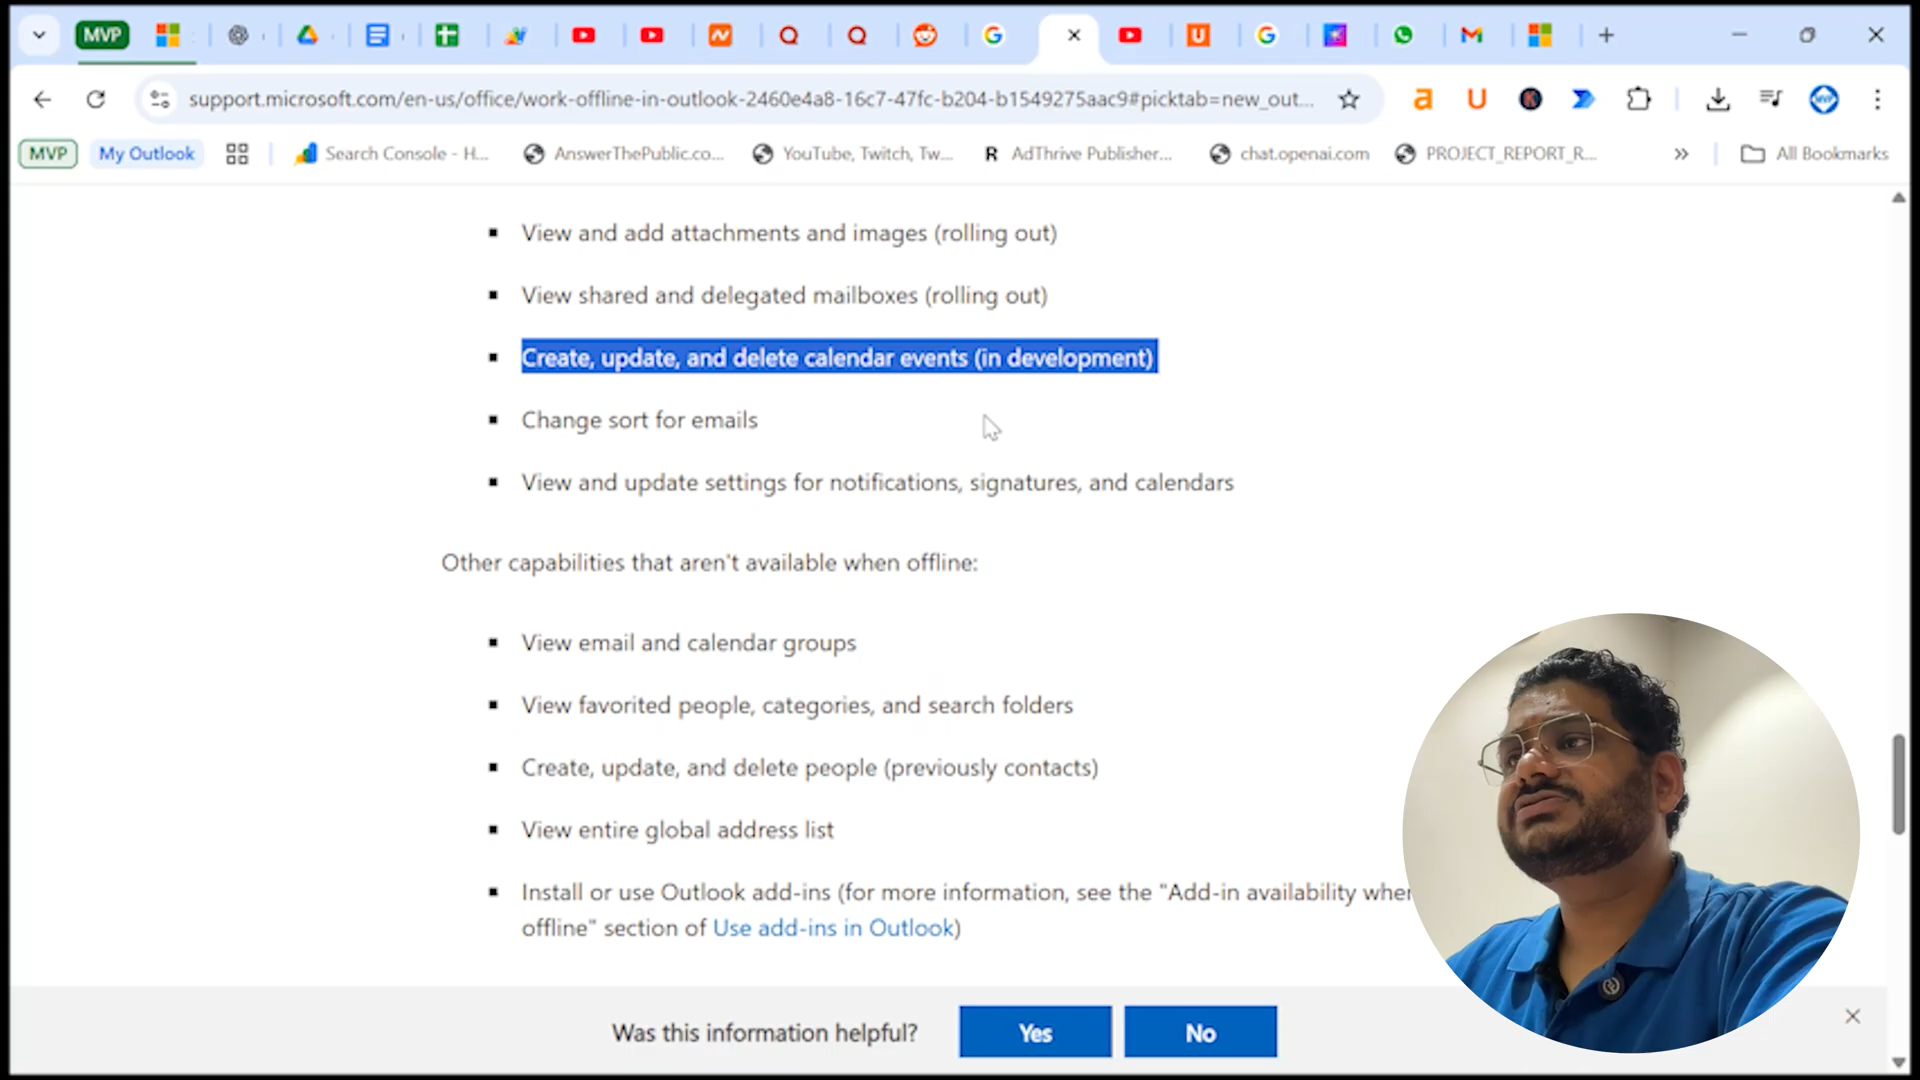 MVP
support.microsoft.com/en-us/office/work-offline-in-outlook-2460e4a8-16c7-47fc-b204-b1549275aac9#picktab=new_out...
MVP
My Outlook
Search Console - H...
AnswerThePublic.co...
YouTube, Twitch, Tw...
AdThrive Publisher...
chat.openai.com
PROJECT_REPORT_R...
All Bookmarks
View and add attachments and images (rolling out)
View shared and delegated mailboxes (rolling out)
Create, update, and delete calendar events (in development)
Change sort for emails
View and update settings for notifications, signatures, and calendars
Other capabilities that aren't available when offline:
View email and calendar groups
View favorited people, categories, and search folders
Create, update, and delete people (previously contacts)
View entire global address list
Install or use Outlook add-ins (for more information, see the "Add-in availability when
offline" section of Use add-ins in Outlook)
Was this information helpful?
Yes
No